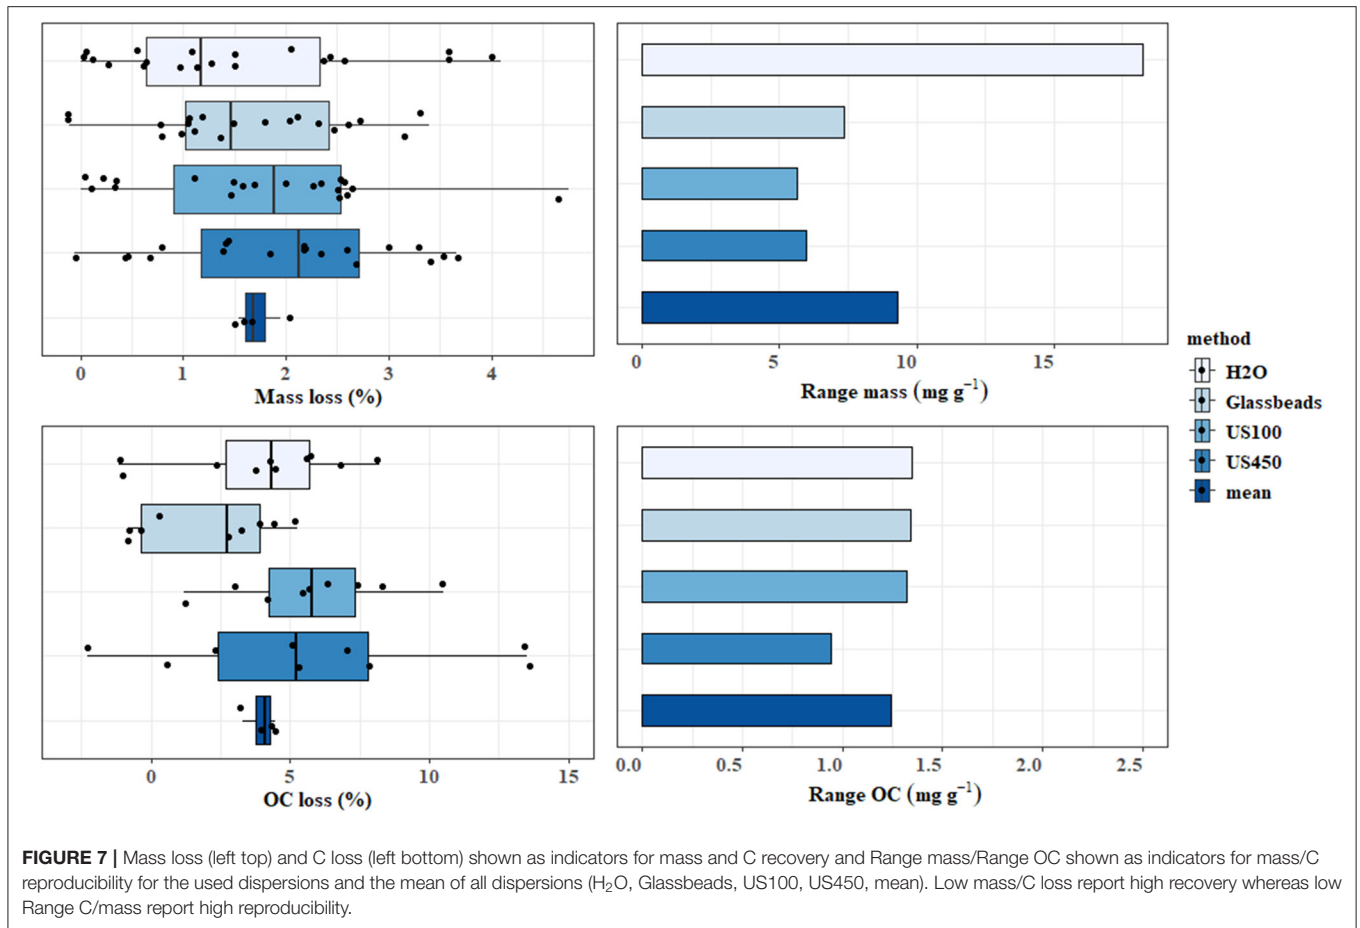 0 1 2 3 4
Mass loss (%)
0 5 10 15
Range mass (mg g⁻¹)
0 5 10 15
OC loss (%)
0.0 0.5 1.0 1.5 2.0 2.5
Range OC (mg g⁻¹)
method
H2O
Glassbeads
US100
US450
mean
FIGURE 7 | Mass loss (left top) and C loss (left bottom) shown as indicators for mass and C recovery and Range mass/Range OC shown as indicators for mass/C
reproducibility for the used dispersions and the mean of all dispersions (H₂O, Glassbeads, US100, US450, mean). Low mass/C loss report high recovery whereas low
Range C/mass report high reproducibility.